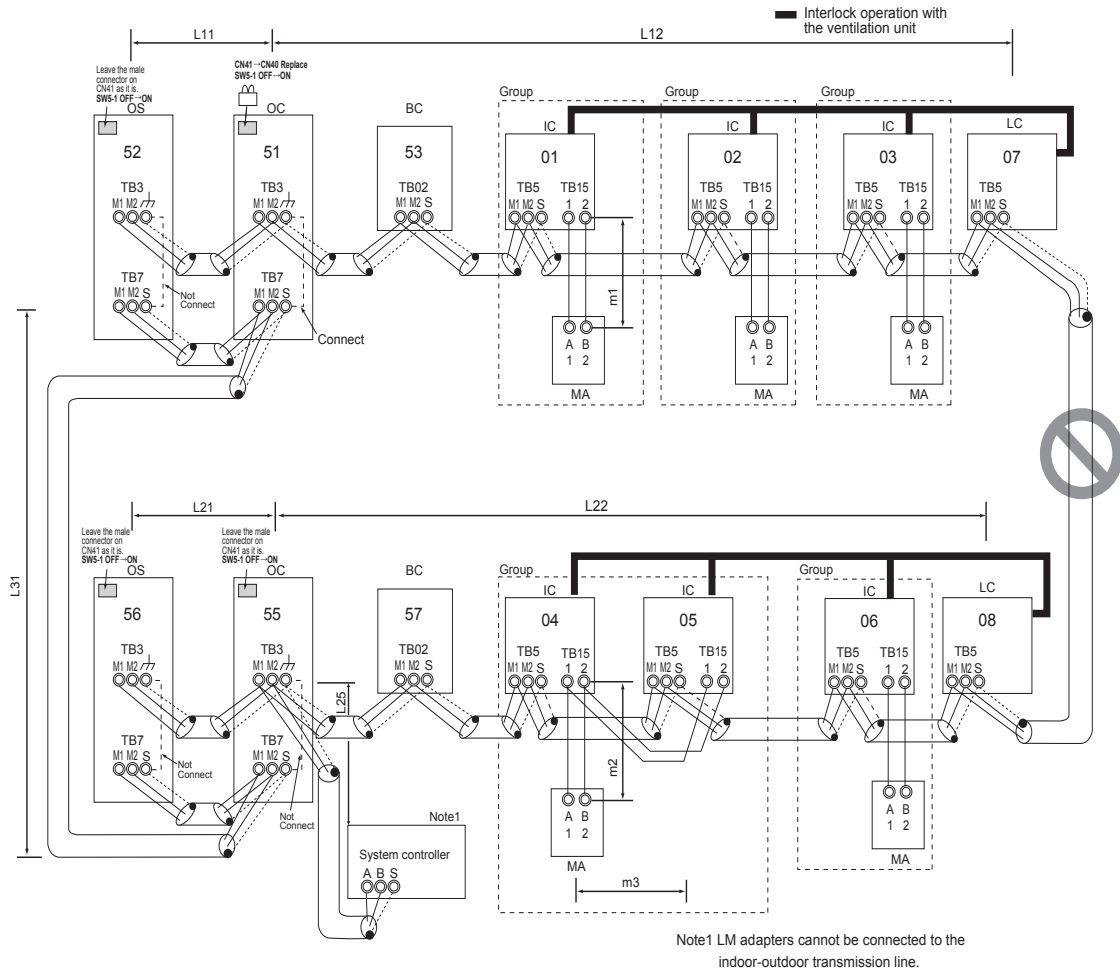 Interlock operation with
the ventilation unit
L11
L12
Leave the male
connector on
CN41 as it is.
SW5-1 OFF→ON
CN41→CN40 Replace
SW5-1 OFF→ON
OS
OC
BC
Group
Group
Group
IC
IC
IC
LC
52
51
53
01
02
03
07
TB3
TB3
TB02
TB5 TB15
TB5 TB15
TB5 TB15
TB5
M1 M2
M1 M2
M1 M2 S
M1 M2 S 1 2
M1 M2 S 1 2
M1 M2 S 1 2
M1 M2 S
TB7
TB7
M1 M2 S
M1 M2 S
Not
Connect
Connect
m1
A B
1 2
MA
A B
1 2
MA
A B
1 2
MA
L31
L21
L22
Leave the male
connector on
CN41 as it is.
SW5-1 OFF→ON
Leave the male
connector on
CN41 as it is.
SW5-1 OFF→ON
OS
OC
BC
Group
Group
IC
IC
IC
LC
56
55
57
04
05
06
08
TB3
TB3
TB02
TB5 TB15
TB5 TB15
TB5 TB15
TB5
M1 M2
M1 M2
M1 M2 S
M1 M2 S 1 2
M1 M2 S 1 2
M1 M2 S 1 2
M1 M2 S
L25
TB7
TB7
M1 M2 S
M1 M2 S
Not
Connect
Not
Connect
m2
A B
1 2
MA
A B
1 2
MA
Note1
System controller
A B S
m3
Note1 LM adapters cannot be connected to the
indoor-outdoor transmission line.